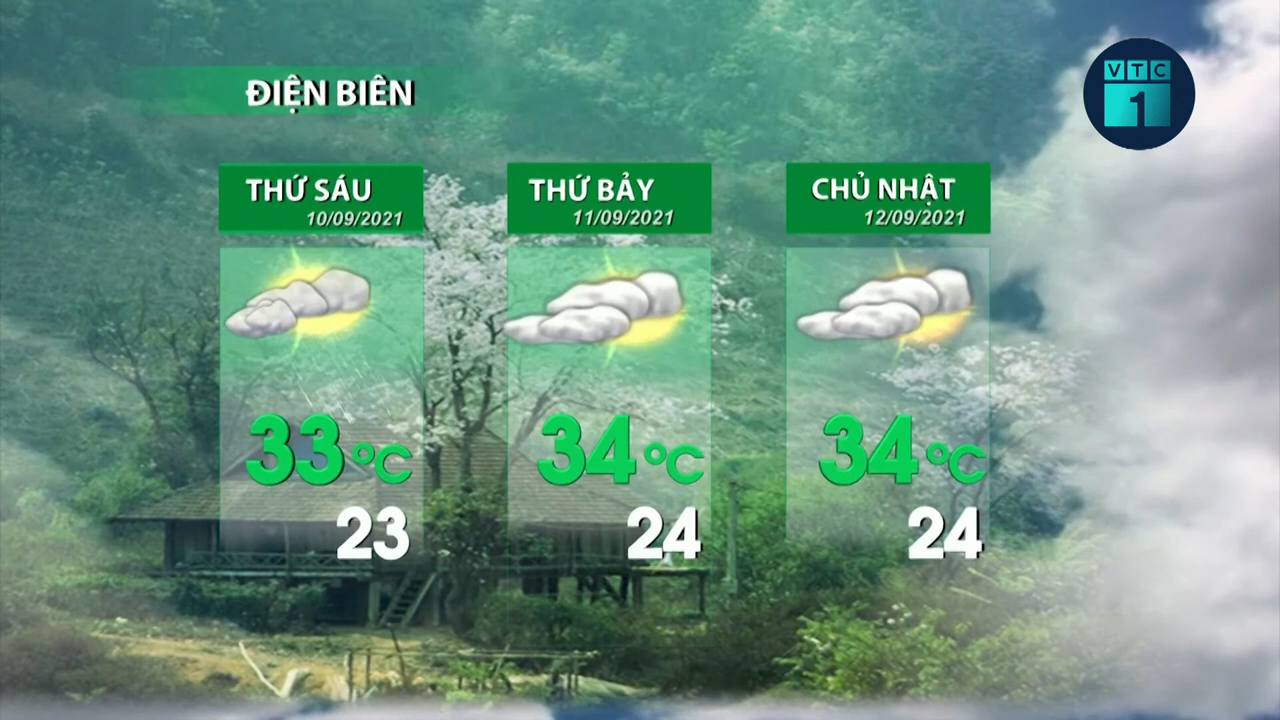 ĐIỆN BIÊN
VTC
1
THỨ SÁU
10/09/2021
THỨ BẢY
11/09/2021
CHỦ NHẬT
12/09/2021
33°C
34°C
34°C
23
24
24